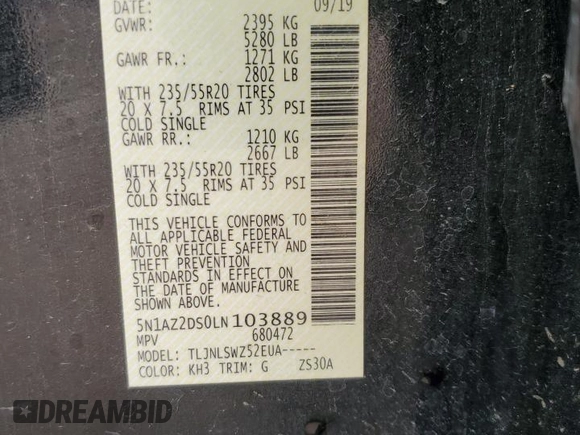 DATE: 09/19
GVWR: 2395 KG
5280 LB
GAWR FR.: 1271 KG
2802 LB
WITH 235/55R20 TIRES
20 X 7.5 RIMS AT 35 PSI
COLD SINGLE
GAWR RR.: 1210 KG
2667 LB
WITH 235/55R20 TIRES
20 X 7.5 RIMS AT 35 PSI
COLD SINGLE
THIS VEHICLE CONFORMS TO
ALL APPLICABLE FEDERAL
MOTOR VEHICLE SAFETY AND
THEFT PREVENTION
STANDARDS IN EFFECT ON
THE DATE OF MANUFACTURE
SHOWN ABOVE.
5N1AZ2DS0LN103889
MPV 680472
MODEL: TLJNLSWZ52EUA-----
COLOR: KH3 TRIM: G ZS30A
DREAMBID